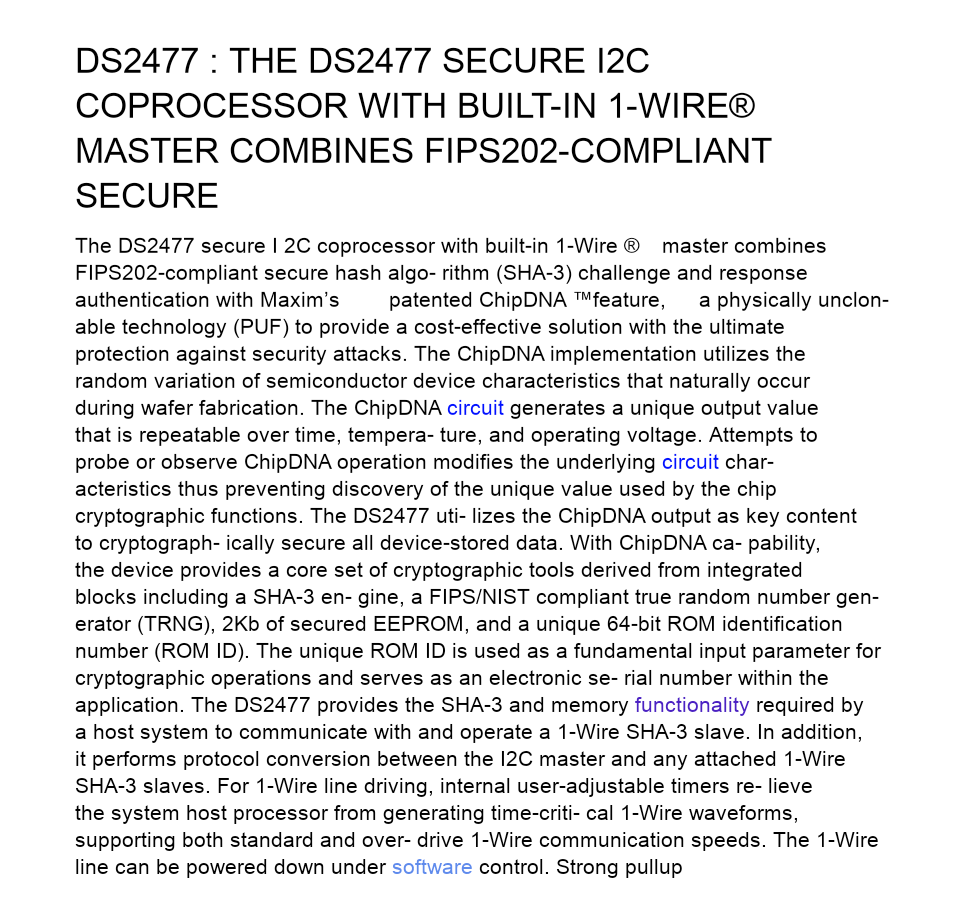 DS2477 : THE DS2477 SECURE I2C
COPROCESSOR WITH BUILT-IN 1-WIRE®
MASTER COMBINES FIPS202-COMPLIANT
SECURE
The DS2477 secure I 2C coprocessor with built-in 1-Wire ® master combines
FIPS202-compliant secure hash algo- rithm (SHA-3) challenge and response
authentication with Maxim’s patented ChipDNA ™feature, a physically unclon-
able technology (PUF) to provide a cost-effective solution with the ultimate
protection against security attacks. The ChipDNA implementation utilizes the
random variation of semiconductor device characteristics that naturally occur
during wafer fabrication. The ChipDNA circuit generates a unique output value
that is repeatable over time, tempera- ture, and operating voltage. Attempts to
probe or observe ChipDNA operation modifies the underlying circuit char-
acteristics thus preventing discovery of the unique value used by the chip
cryptographic functions. The DS2477 uti- lizes the ChipDNA output as key content
to cryptograph- ically secure all device-stored data. With ChipDNA ca- pability,
the device provides a core set of cryptographic tools derived from integrated
blocks including a SHA-3 en- gine, a FIPS/NIST compliant true random number gen-
erator (TRNG), 2Kb of secured EEPROM, and a unique 64-bit ROM identification
number (ROM ID). The unique ROM ID is used as a fundamental input parameter for
cryptographic operations and serves as an electronic se- rial number within the
application. The DS2477 provides the SHA-3 and memory functionality required by
a host system to communicate with and operate a 1-Wire SHA-3 slave. In addition,
it performs protocol conversion between the I2C master and any attached 1-Wire
SHA-3 slaves. For 1-Wire line driving, internal user-adjustable timers re- lieve
the system host processor from generating time-criti- cal 1-Wire waveforms,
supporting both standard and over- drive 1-Wire communication speeds. The 1-Wire
line can be powered down under software control. Strong pullup